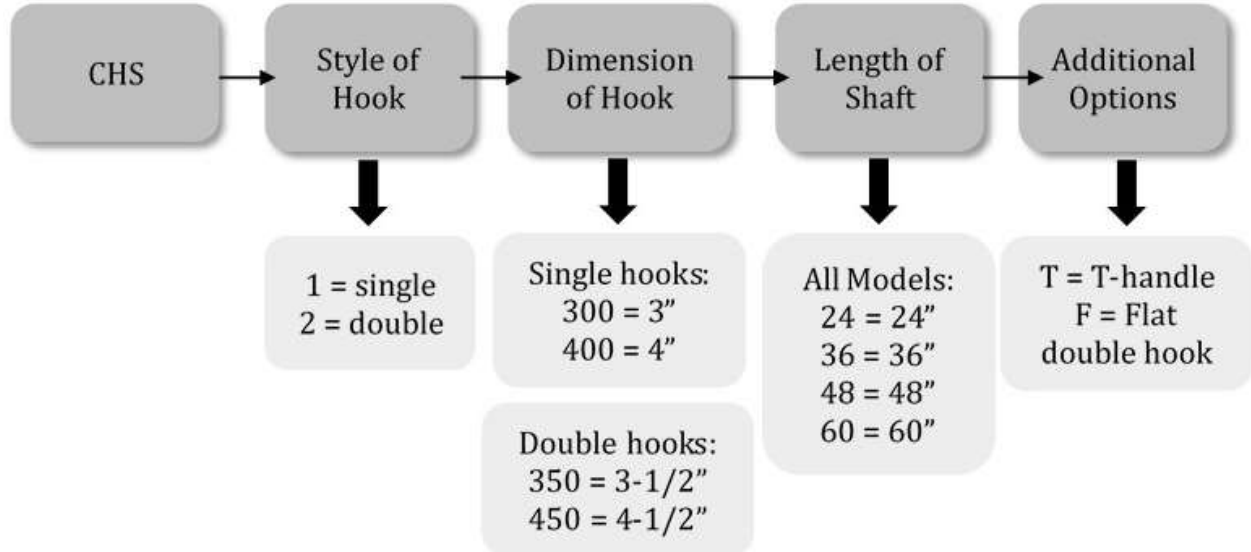 CHS
Style of
Hook
Dimension
of Hook
Length of
Shaft
Additional
Options
1 = single
2 = double
Single hooks:
300 = 3”
400 = 4”
Double hooks:
350 = 3-1/2”
450 = 4-1/2”
All Models:
24 = 24”
36 = 36”
48 = 48”
60 = 60”
T = T-handle
F = Flat
double hook